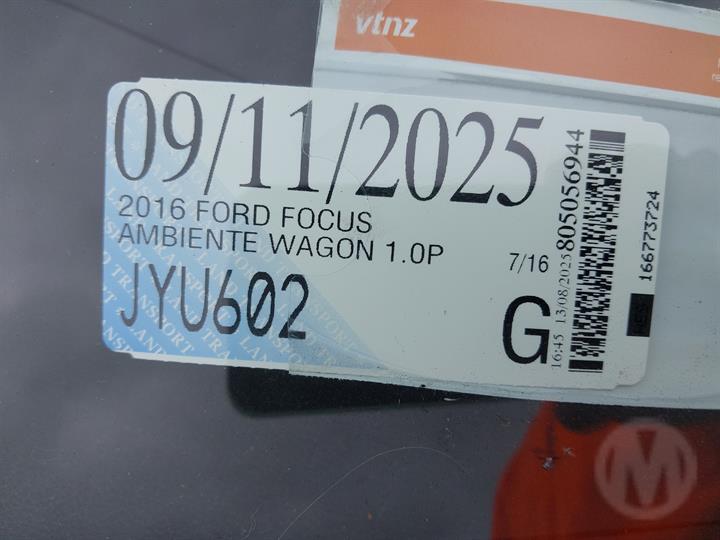 vtnz
09/11/2025
2016 FORD FOCUS
AMBIENTE WAGON 1.0P
JYU602
7/16
G
16:45 13/08/2025
805056944
166773724
M